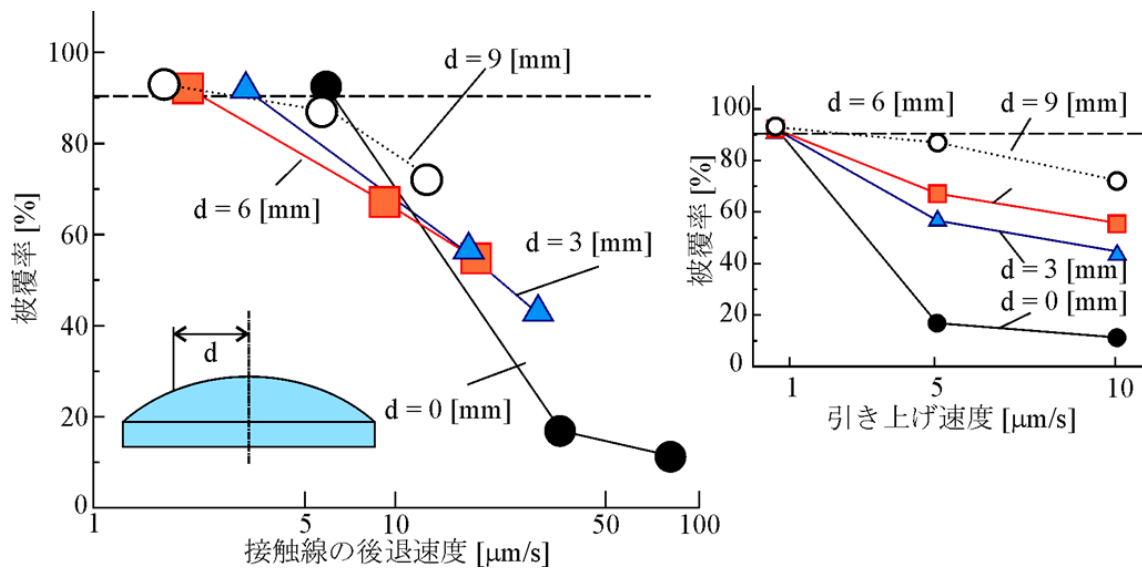 100
80
60
40
20
0
被覆率 [%]
1
5
10
50
100
接触線の後退速度 [μm/s]
d = 9 [mm]
d = 6 [mm]
d = 3 [mm]
d = 0 [mm]
d
100
80
60
40
20
0
被覆率 [%]
1
5
10
引き上げ速度 [μm/s]
d = 6 [mm]
d = 9 [mm]
d = 3 [mm]
d = 0 [mm]